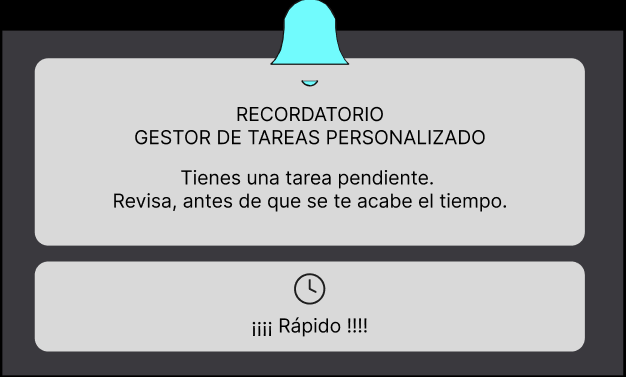 RECORDATORIO
GESTOR DE TAREAS PERSONALIZADO
Tienes una tarea pendiente.
Revisa, antes de que se te acabe el tiempo.
¡¡¡¡ Rápido !!!!